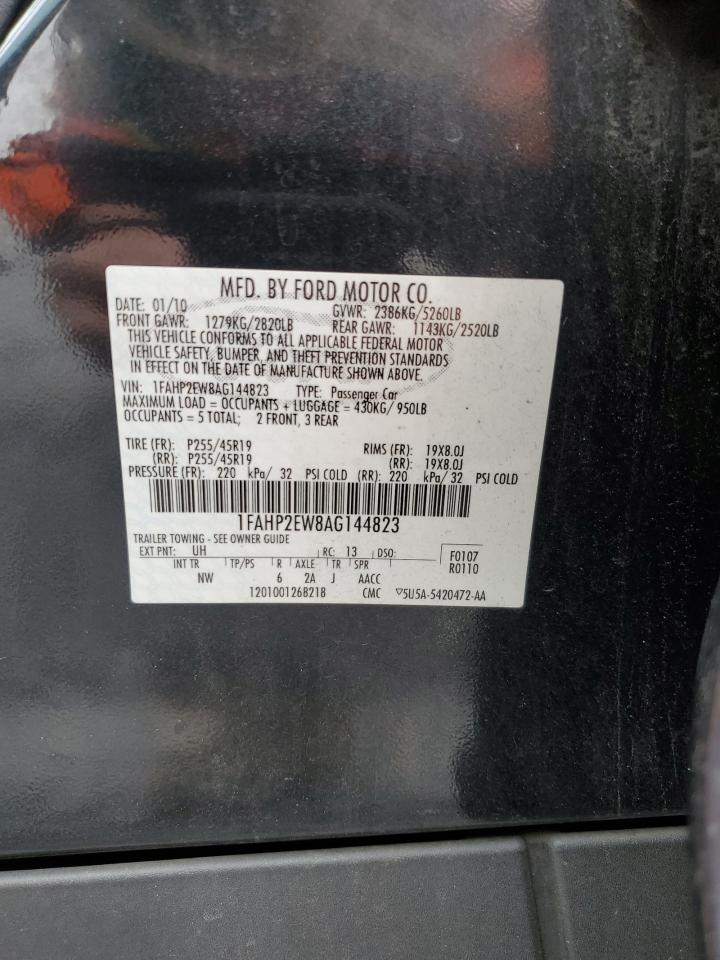 MFD. BY FORD MOTOR CO.
DATE: 01/10 GVWR: 2386KG/5260LB
FRONT GAWR: 1279KG/2820LB REAR GAWR: 1143KG/2520LB
THIS VEHICLE CONFORMS TO ALL APPLICABLE FEDERAL MOTOR
VEHICLE SAFETY, BUMPER, AND THEFT PREVENTION STANDARDS
IN EFFECT ON THE DATE OF MANUFACTURE SHOWN ABOVE.
VIN: 1FAHP2EW8AG144823 TYPE: Passenger Car
MAXIMUM LOAD = OCCUPANTS + LUGGAGE = 430KG/ 950LB
OCCUPANTS = 5 TOTAL; 2 FRONT, 3 REAR
TIRE (FR): P255/45R19 RIMS (FR): 19X8.0J
(RR): P255/45R19 (RR): 19X8.0J
PRESSURE (FR): 220 kPa/ 32 PSI COLD (RR): 220 kPa/ 32 PSI COLD
1FAHP2EW8AG144823
TRAILER TOWING - SEE OWNER GUIDE
EXT PNT: UH RC: 13 DSO: F0107
INT TR TP/PS R AXLE TR SPR R0110
NW 6 2A J AACC
1201001268218 CMC ▽5U5A-5420472-AA